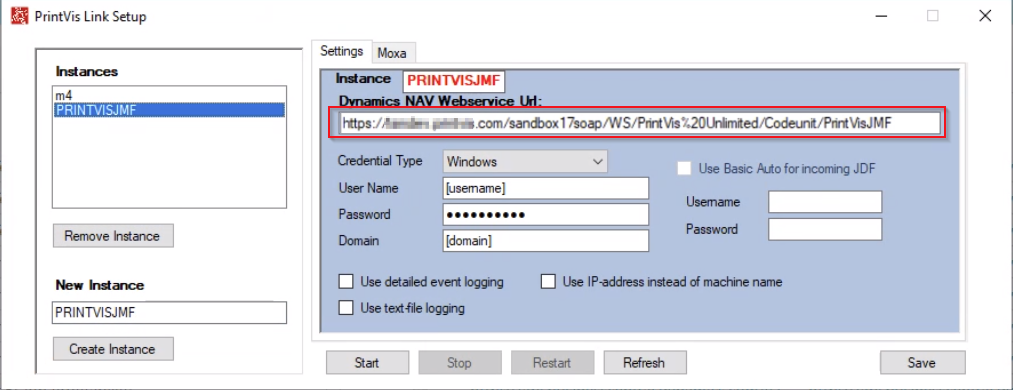 PrintVis Link Setup
Instances
m4
PRINTVISJMF
Remove Instance
New Instance
PRINTVISJMF
Create Instance
Settings
Moxa
Instance PRINTVISJMF
Dynamics NAV Webservice Url:
https:// .com/sandbox17soap/WS/PrintVis%20Unlimited/Codeunit/PrintVisJMF
Credential Type Windows
User Name [username]
Password ●●●●●●●●●●
Domain [domain]
Use Basic Auto for incoming JDF
Username
Password
Use detailed event logging
Use IP-address instead of machine name
Use text-file logging
Start
Stop
Restart
Refresh
Save